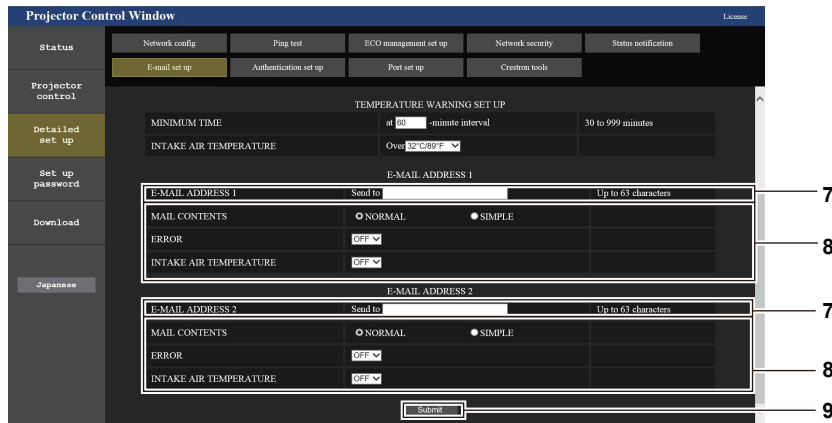 Projector Control Window
License
Status
Network config
Ping test
ECO management set up
Network security
Status notification
E-mail set up
Authentication set up
Port set up
Crestron tools
Projector
control
Detailed
set up
Set up
password
Download
Japanese
TEMPERATURE WARNING SET UP
MINIMUM TIME at 60 -minute interval 30 to 999 minutes
INTAKE AIR TEMPERATURE Over 32°C/89°F
E-MAIL ADDRESS 1
E-MAIL ADDRESS 1 Send to Up to 63 characters 7
MAIL CONTENTS NORMAL SIMPLE
ERROR OFF 8
INTAKE AIR TEMPERATURE OFF
E-MAIL ADDRESS 2
E-MAIL ADDRESS 2 Send to Up to 63 characters 7
MAIL CONTENTS NORMAL SIMPLE
ERROR OFF
INTAKE AIR TEMPERATURE OFF 8
Submit 9